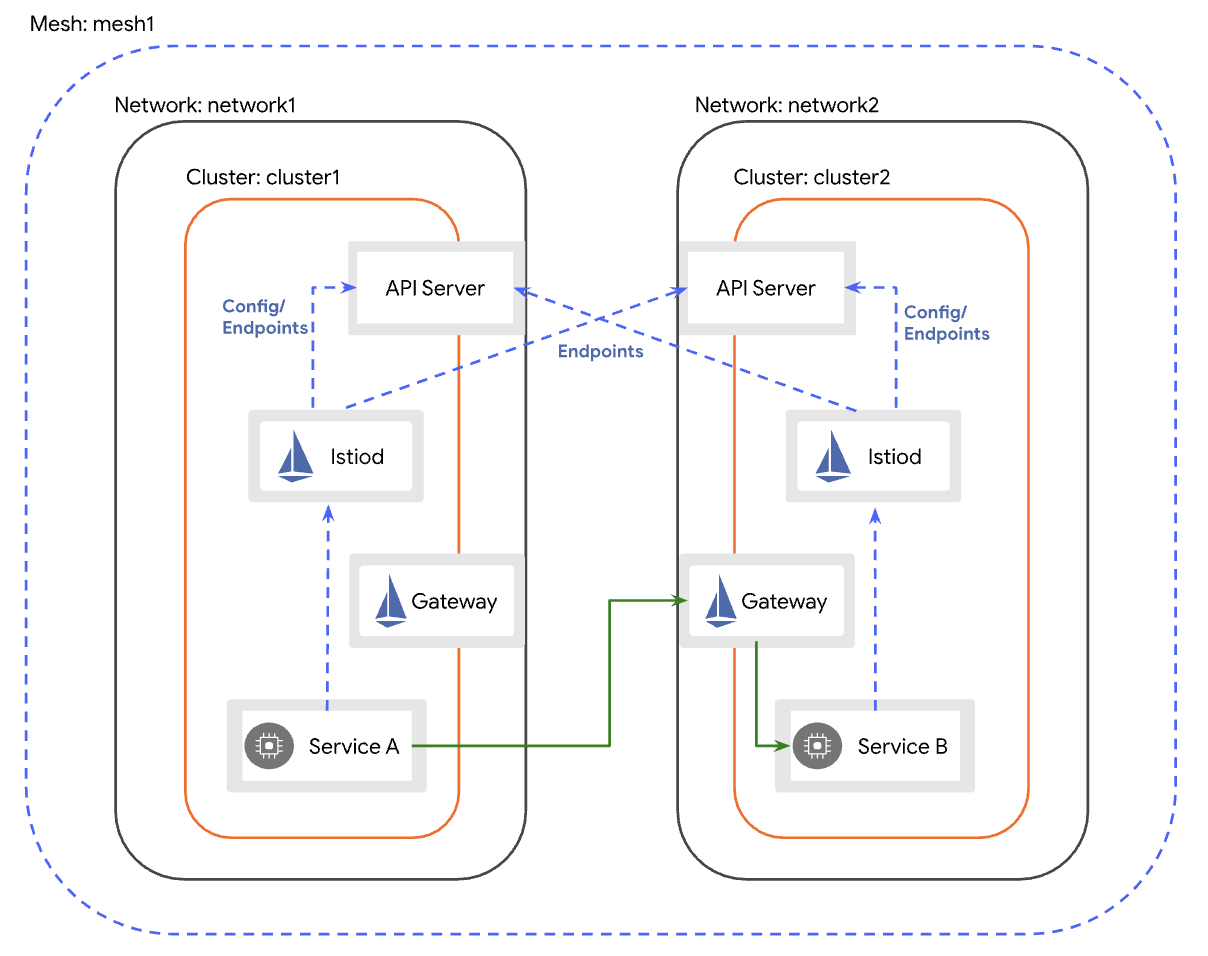 Mesh: mesh1
Network: network1
Network: network2
Cluster: cluster1
Cluster: cluster2
API Server
API Server
Config/
Endpoints
Config/
Endpoints
Endpoints
Istiod
Istiod
Gateway
Gateway
Service A
Service B